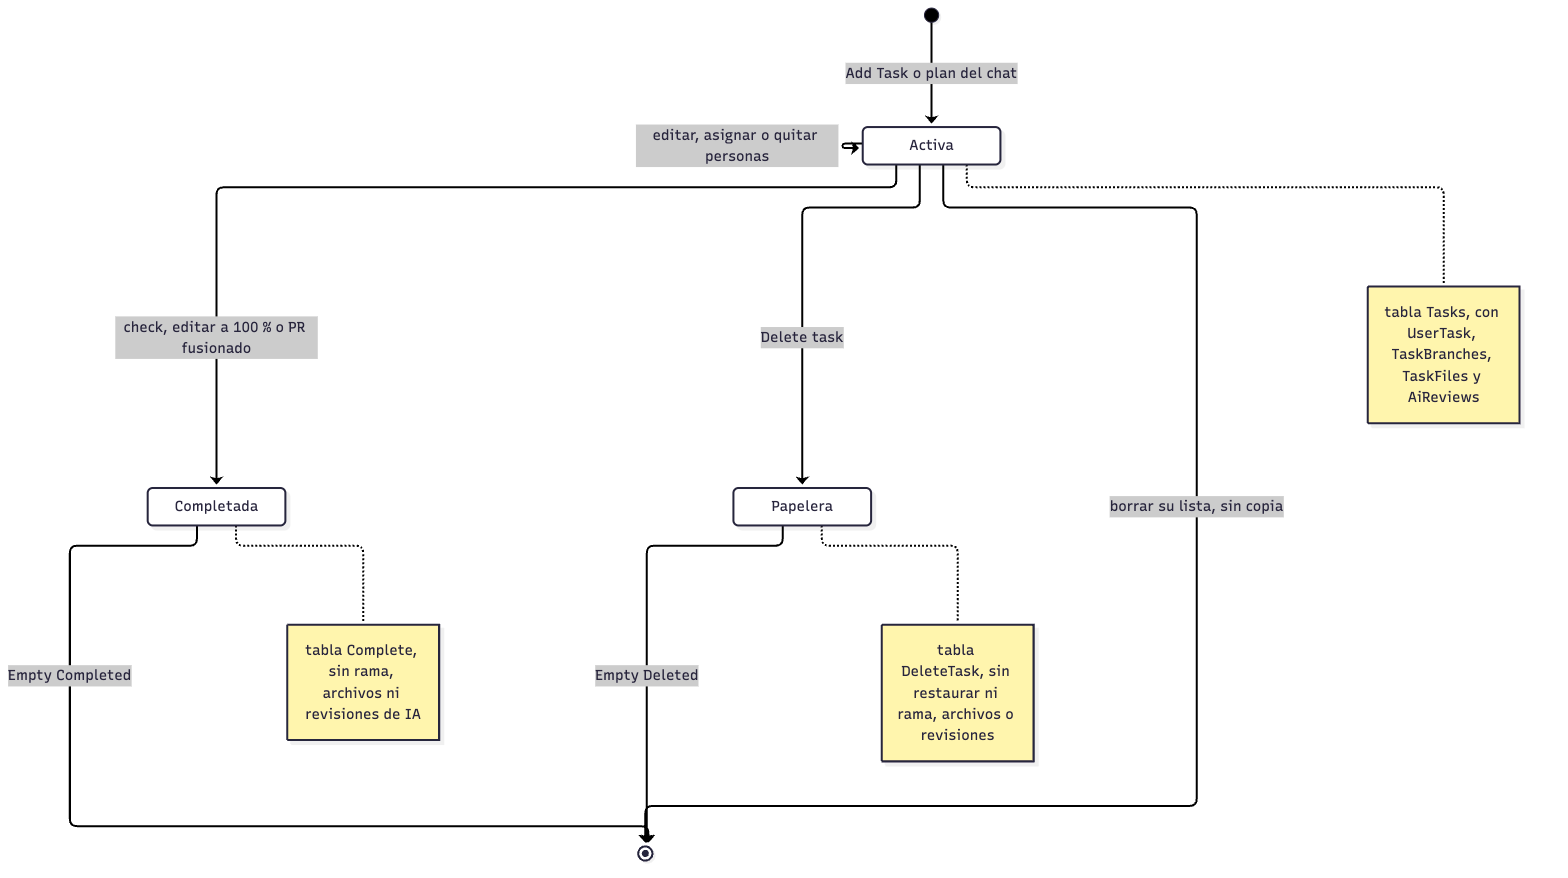 Add Task o plan del chat
editar, asignar o quitar
personas
Activa
tabla Tasks, con
UserTask,
TaskBranches,
TaskFiles y
AiReviews
check, editar a 100 % o PR
fusionado
Delete task
Completada
Papelera
borrar su lista, sin copia
Empty Completed
tabla Complete,
sin rama,
archivos ni
revisiones de IA
Empty Deleted
tabla
DeleteTask, sin
restaurar ni
rama, archivos o
revisiones